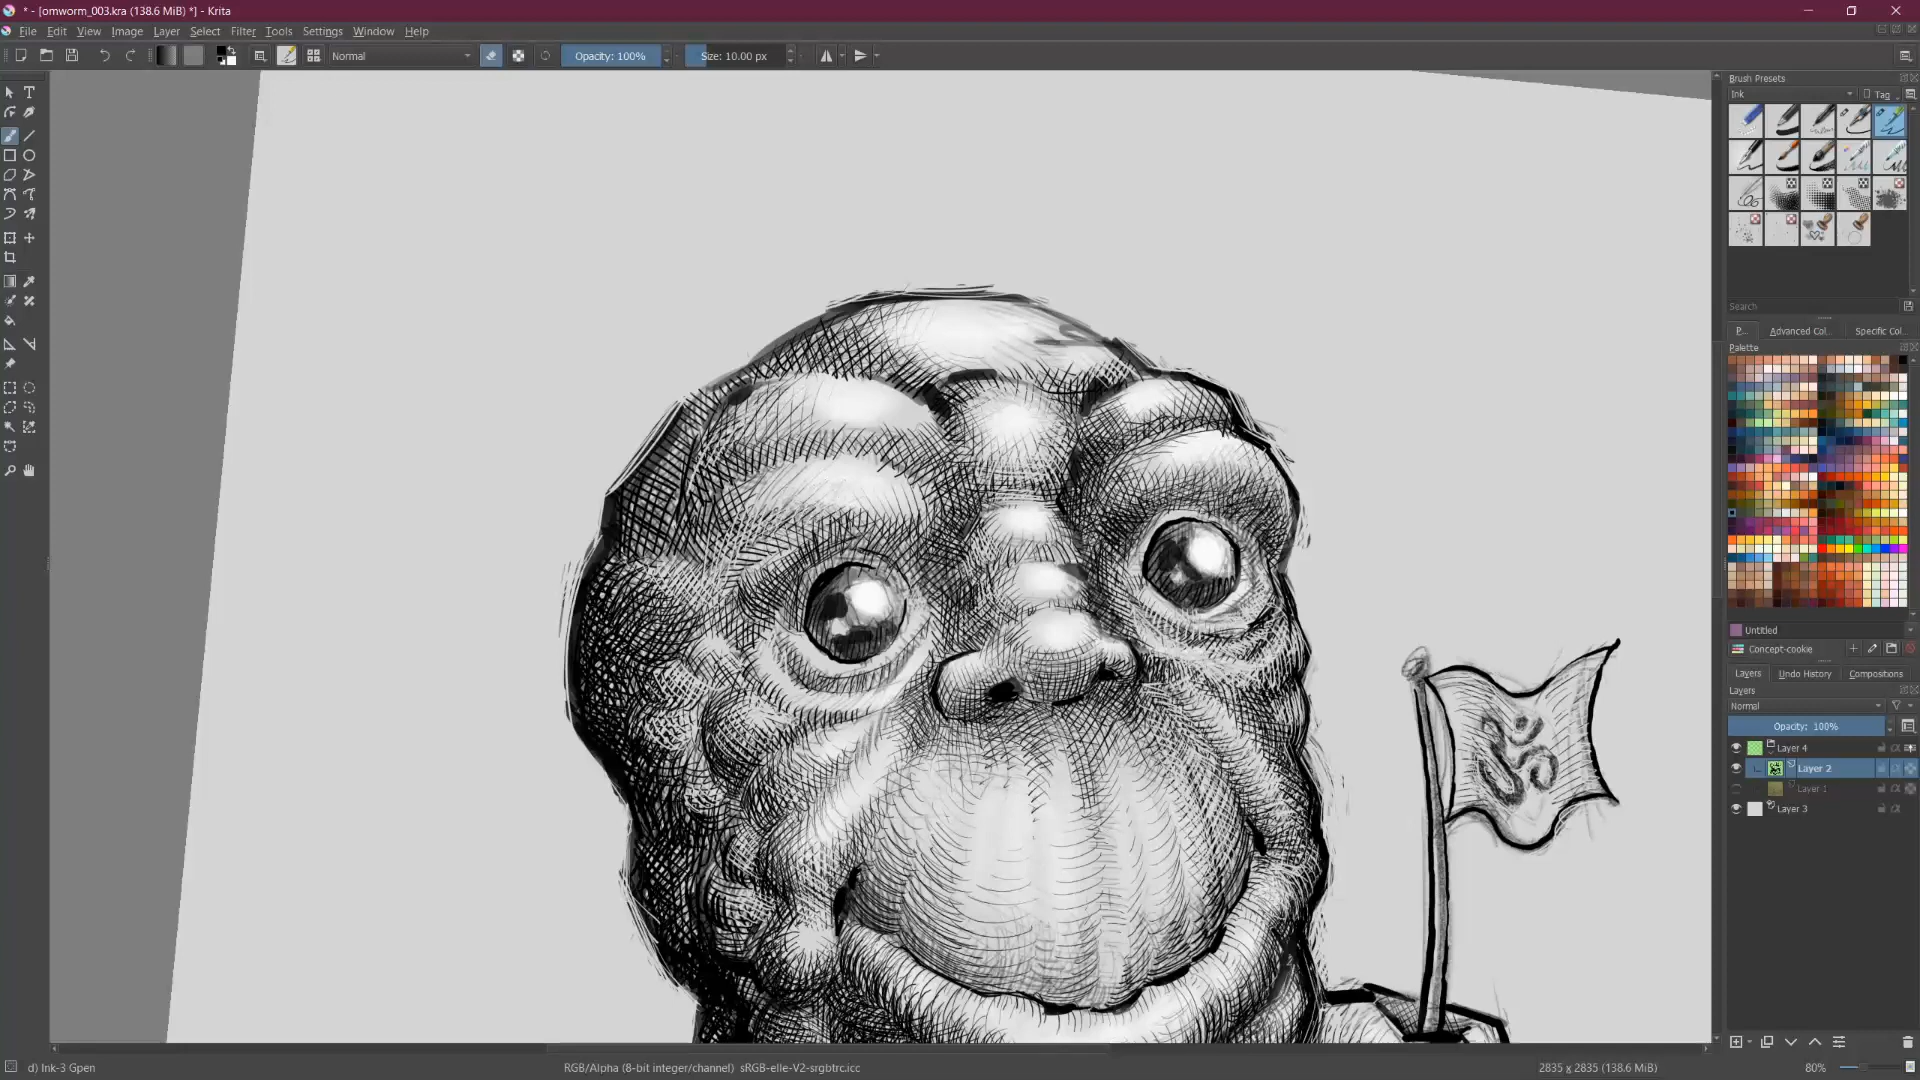 * - [omworm_003.kra (138.6 MiB) *] - Krita
File Edit View Image Layer Select Filter Tools Settings Window Help
Normal Opacity: 100% Size: 10.00 px
Brush Presets
Ink Tag
Search
P... Advanced Col... Specific Col...
Palette
Untitled
Concept-cookie
Layers Undo History Compositions
Layers
Normal
Opacity: 100%
Layer 4
Layer 2
Layer 1
Layer 3
ॐ
d) Ink-3 Gpen RGB/Alpha (8-bit integer/channel) sRGB-elle-V2-srgbtrc.icc 2835 x 2835 (138.6 MiB) 80%